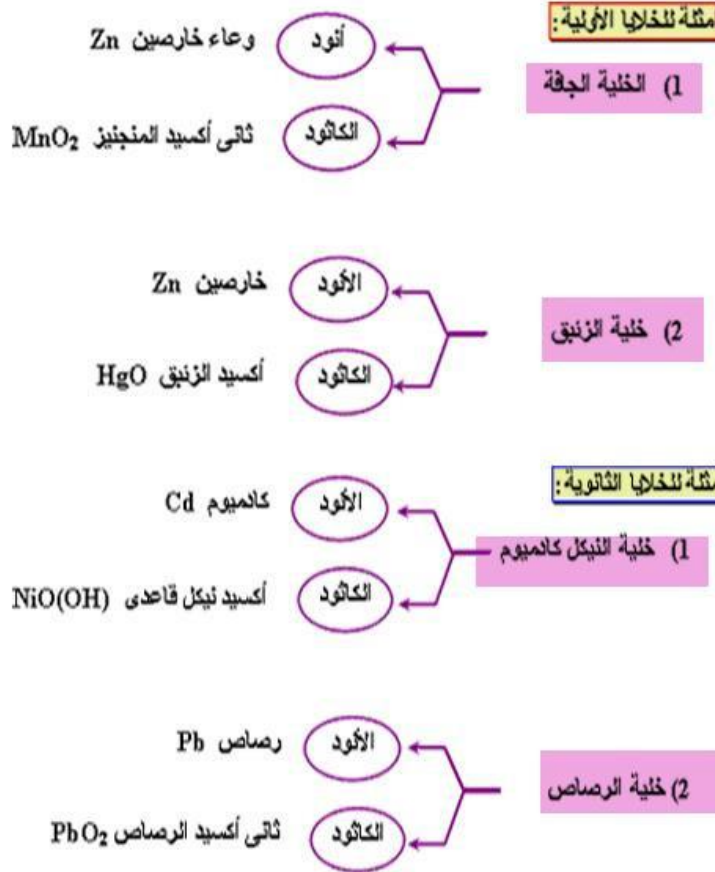 مثلة للخلايا الأولية:
1) الخلية الجافة
أنود
وعاء خارصين Zn
الكاثود
ثانى أكسيد المنجنيز MnO₂
2) خلية الزئبق
الأنود
خارصين Zn
الكاثود
أكسيد الزئبق HgO
مثلة للخلايا الثانوية:
1) خلية النيكل كادميوم
الأنود
كادميوم Cd
الكاثود
أكسيد نيكل قاعدى NiO(OH)
2) خلية الرصاص
الأنود
رصاص Pb
الكاثود
ثانى أكسيد الرصاص PbO₂